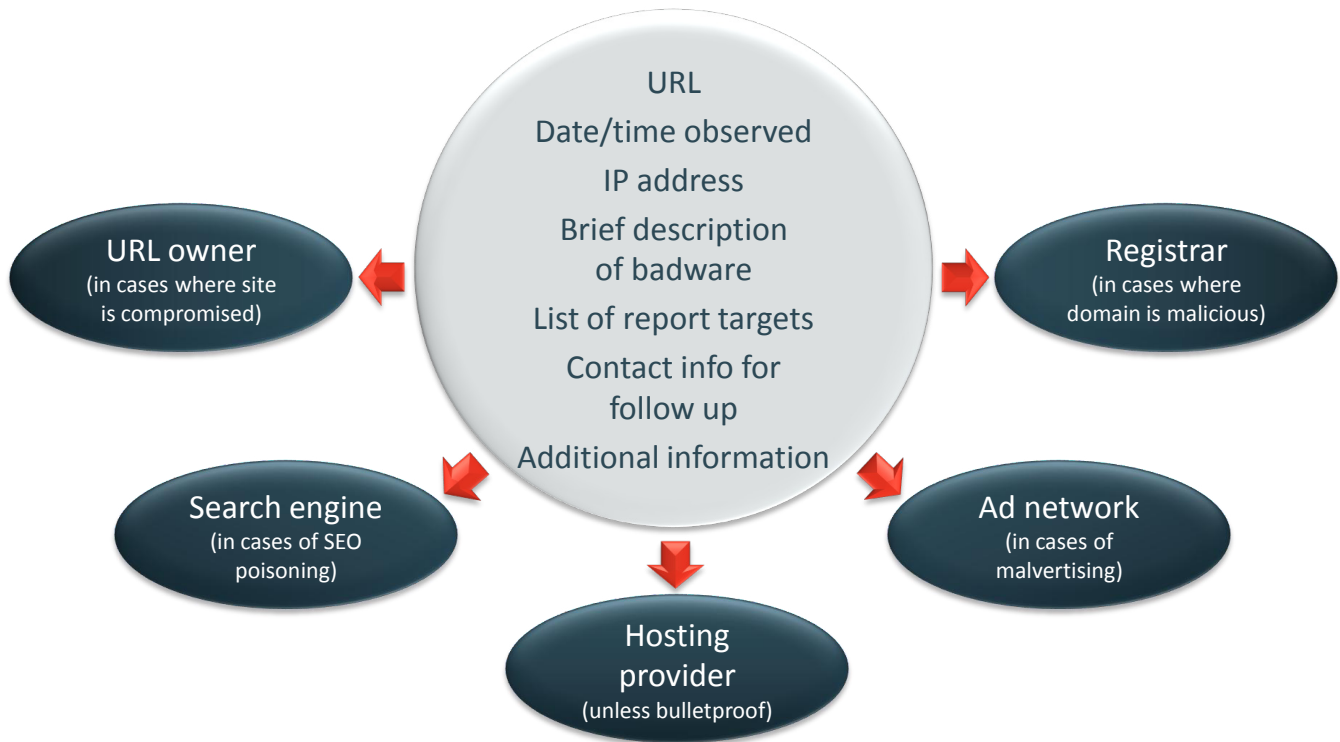 URL
Date/time observed
IP address
Brief description
of badware
List of report targets
Contact info for
follow up
Additional information
URL owner
(in cases where site
is compromised)
Registrar
(in cases where
domain is malicious)
Search engine
(in cases of SEO
poisoning)
Ad network
(in cases of
malvertising)
Hosting
provider
(unless bulletproof)